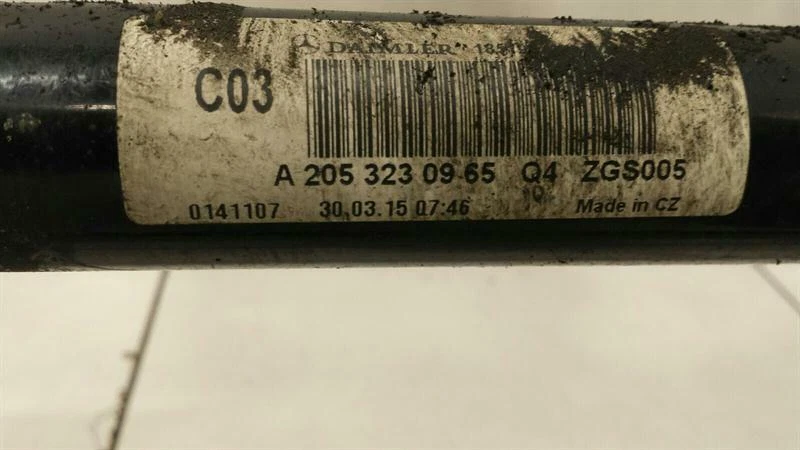 DAIMLER
C03
A 205 323 09 65 Q4 ZGS005
0141107 30.03.15 07:46 Made in CZ